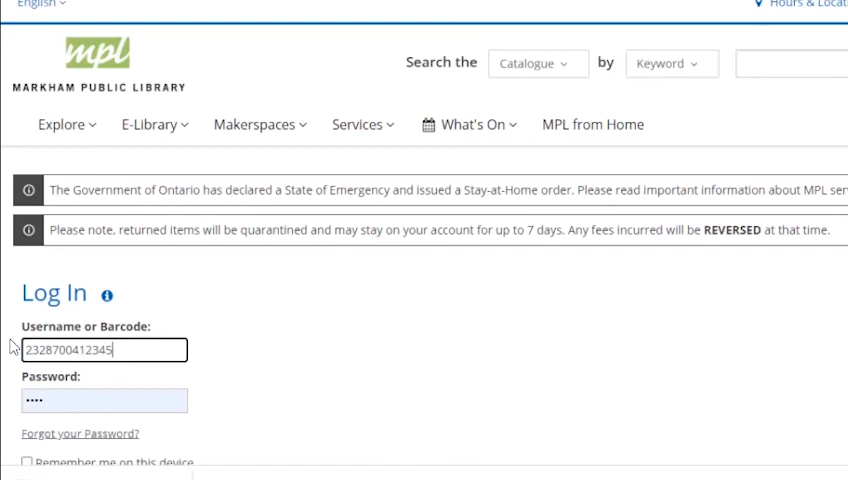 English
Hours & Locat
mpl
MARKHAM PUBLIC LIBRARY
Search the Catalogue by Keyword
Explore E-Library Makerspaces Services What's On MPL from Home
The Government of Ontario has declared a State of Emergency and issued a Stay-at-Home order. Please read important information about MPL ser
Please note, returned items will be quarantined and may stay on your account for up to 7 days. Any fees incurred will be REVERSED at that time.
Log In
Username or Barcode:
2328700412345
Password:
••••
Forgot your Password?
Remember me on this device